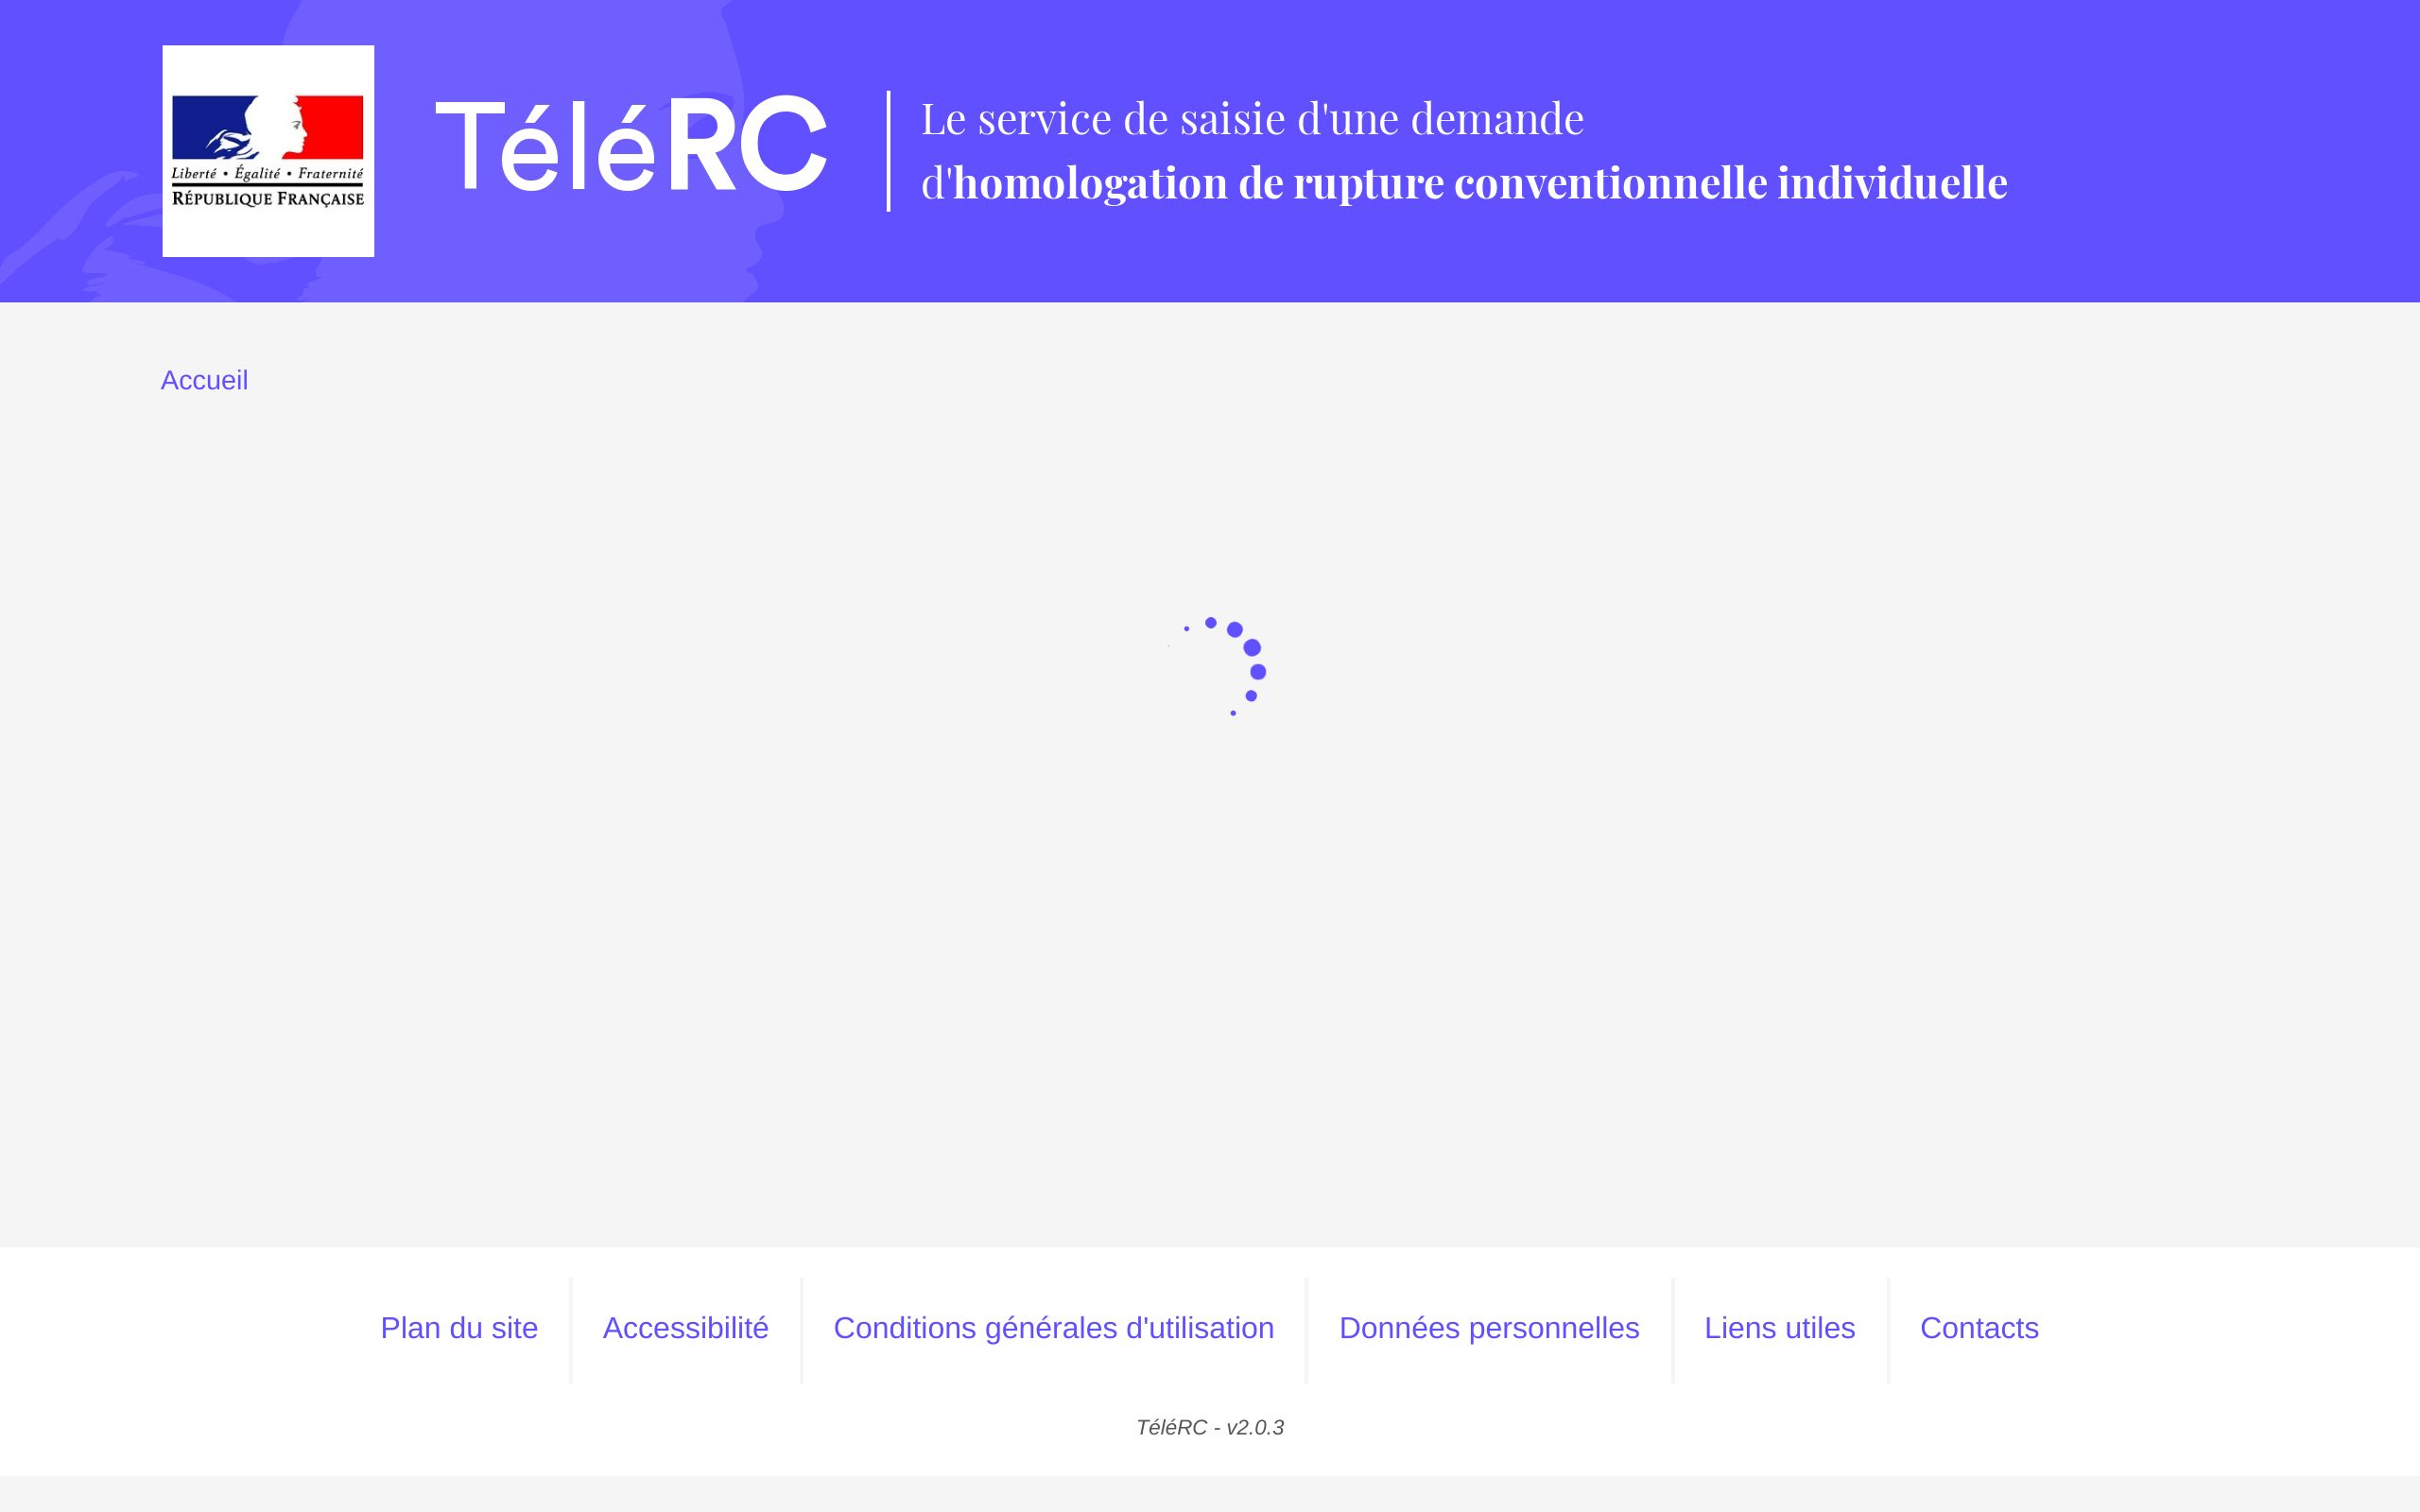 Liberté • Égalité • Fraternité
RÉPUBLIQUE FRANÇAISE
TéléRC
Le service de saisie d'une demande
d'homologation de rupture conventionnelle individuelle
Accueil
Plan du site
Accessibilité
Conditions générales d'utilisation
Données personnelles
Liens utiles
Contacts
TéléRC - v2.0.3